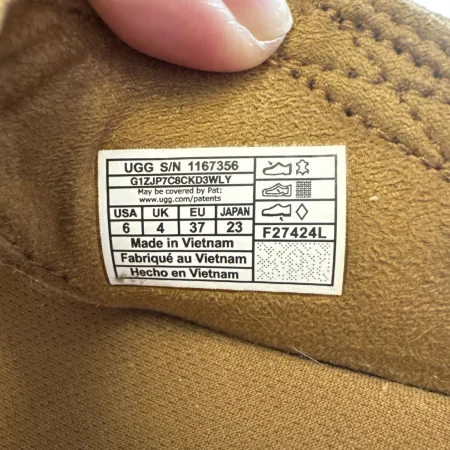 UGG S/N 1167356
G1ZJP7C8CKD3WLY
May be covered by Pat:
www.ugg.com/patents
USA UK EU JAPAN
6 4 37 23
F27424L
Made in Vietnam
Fabriqué au Vietnam
Hecho en Vietnam